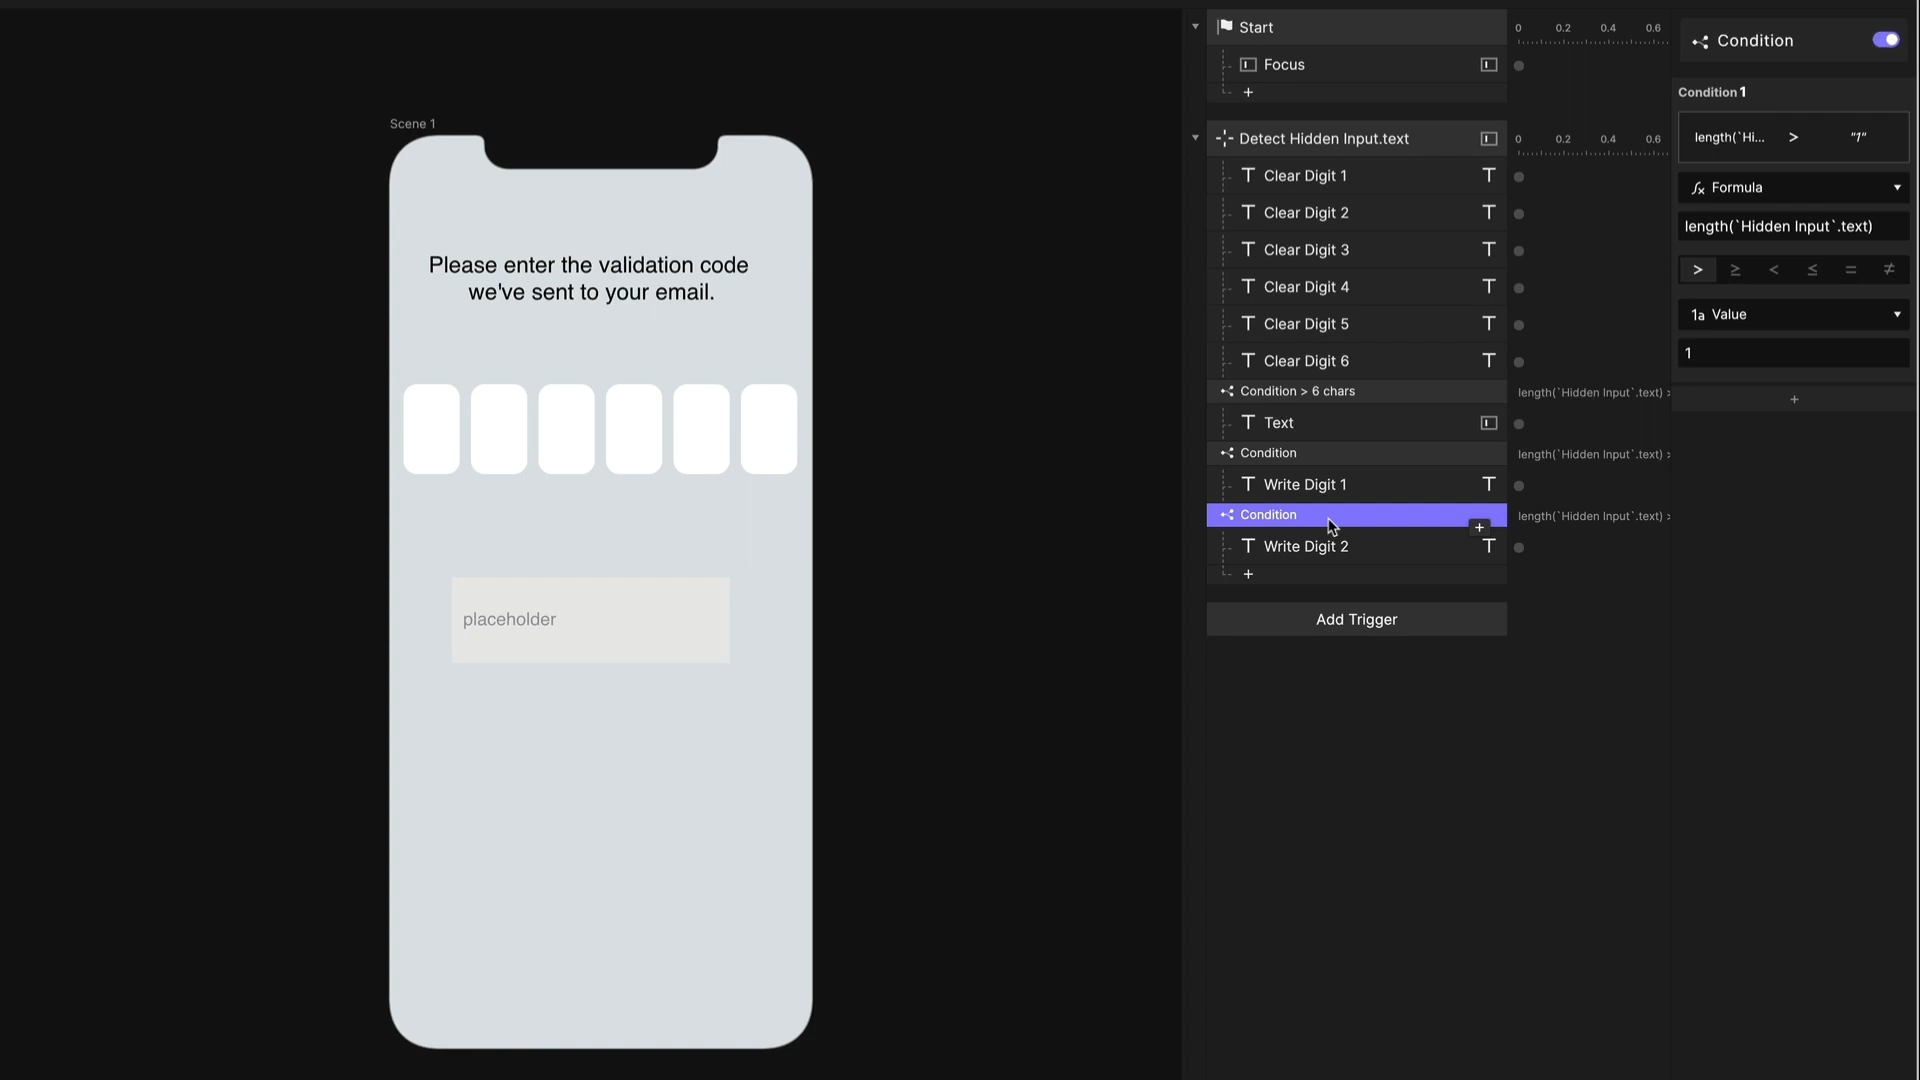 Scene 1
Please enter the validation code
we've sent to your email.
placeholder
Start
0 0.2 0.4 0.6
Focus
+
Detect Hidden Input.text
0 0.2 0.4 0.6
T Clear Digit 1 T
T Clear Digit 2 T
T Clear Digit 3 T
T Clear Digit 4 T
T Clear Digit 5 T
T Clear Digit 6 T
Condition > 6 chars
length(`Hidden Input`.text) >
T Text
Condition
length(`Hidden Input`.text) >
T Write Digit 1 T
Condition
length(`Hidden Input`.text) >
+
T Write Digit 2 T
+
Add Trigger
Condition
Condition 1
length(`Hi... > "1"
fx Formula
length(`Hidden Input`.text)
> ≥ < ≤ = ≠
1a Value
1
+